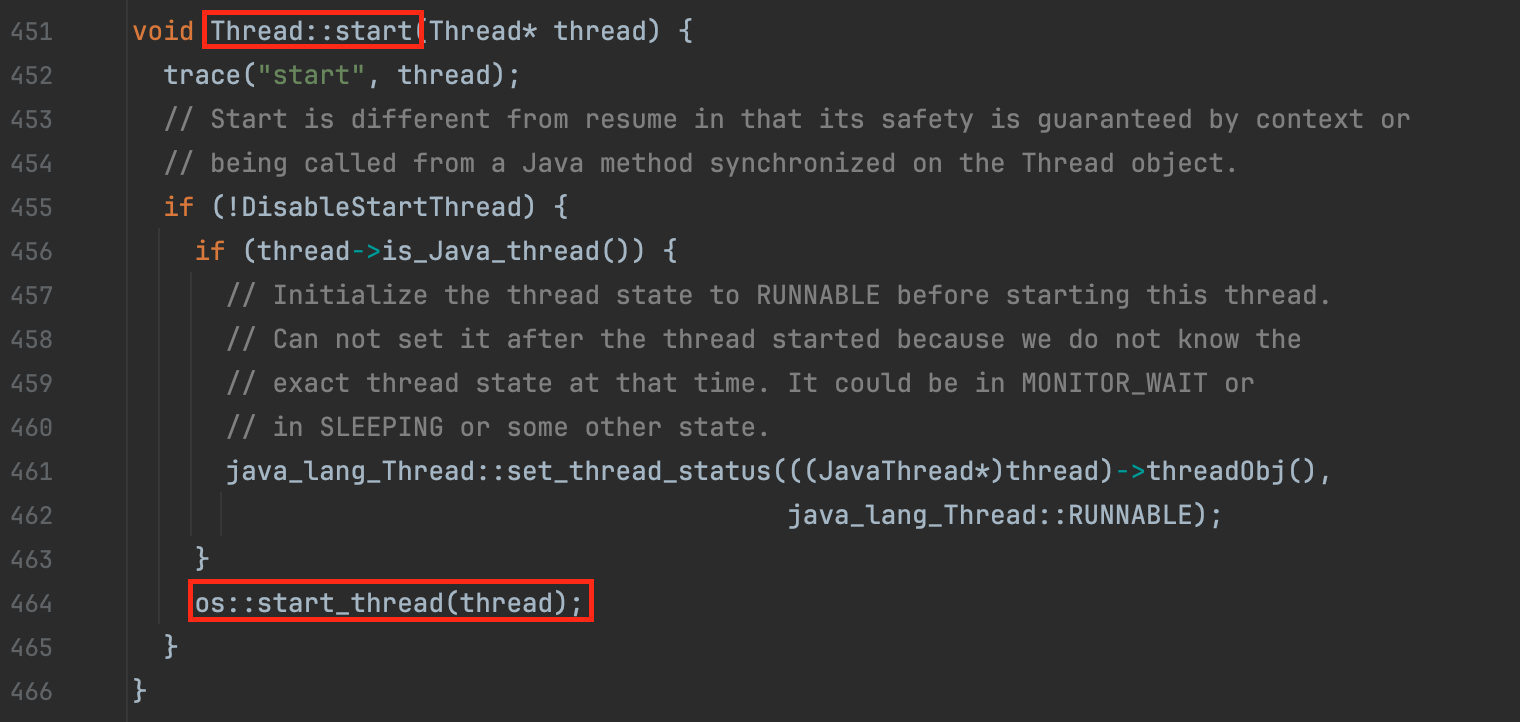 451 void Thread::start(Thread* thread) {
452 trace("start", thread);
453 // Start is different from resume in that its safety is guaranteed by context or
454 // being called from a Java method synchronized on the Thread object.
455 if (!DisableStartThread) {
456 if (thread->is_Java_thread()) {
457 // Initialize the thread state to RUNNABLE before starting this thread.
458 // Can not set it after the thread started because we do not know the
459 // exact thread state at that time. It could be in MONITOR_WAIT or
460 // in SLEEPING or some other state.
461 java_lang_Thread::set_thread_status(((JavaThread*)thread)->threadObj(),
462 java_lang_Thread::RUNNABLE);
463 }
464 os::start_thread(thread);
465 }
466 }